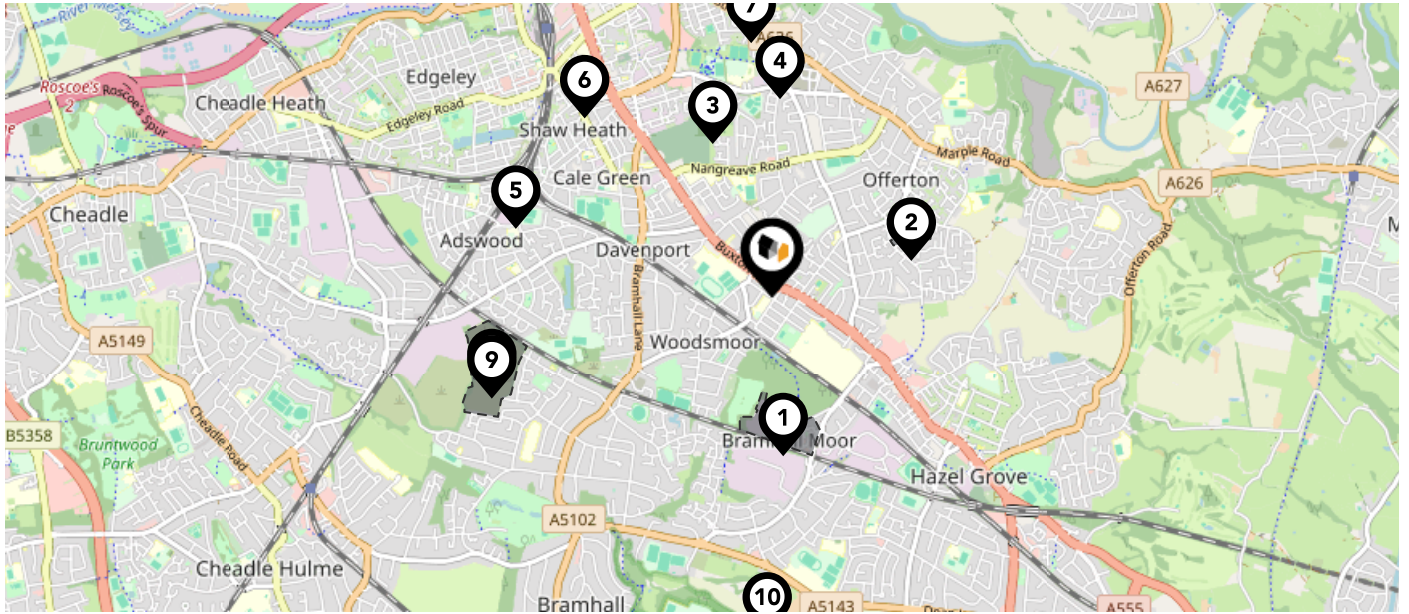 River Mersey
7
A626
Edgeley
6
4
Roscoe's
2
Roscoe's Spur
A627
Cheadle Heath
3
Edgeley Road
Shaw Heath
Nangreave Road
Marple Road
5
Cale Green
Offerton
A626
Cheadle
2
M
Adswood
Davenport
Buxto
Offerton Road
Bramhall Lane
A5149
Woodsmoor
9
1
Cheadle Road
B5358
Bruntwood
Park
Bramh
l Moor
Hazel Grove
A5102
Cheadle Hulme
10
Bramhall
A5143
A555